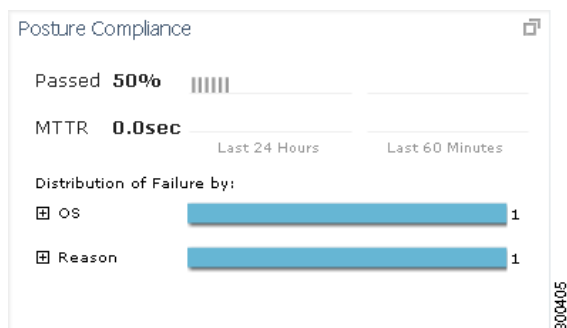 Posture Compliance
Passed 50%
MTTR 0.0sec
Last 24 Hours Last 60 Minutes
Distribution of Failure by:
OS 1
Reason 1
300405